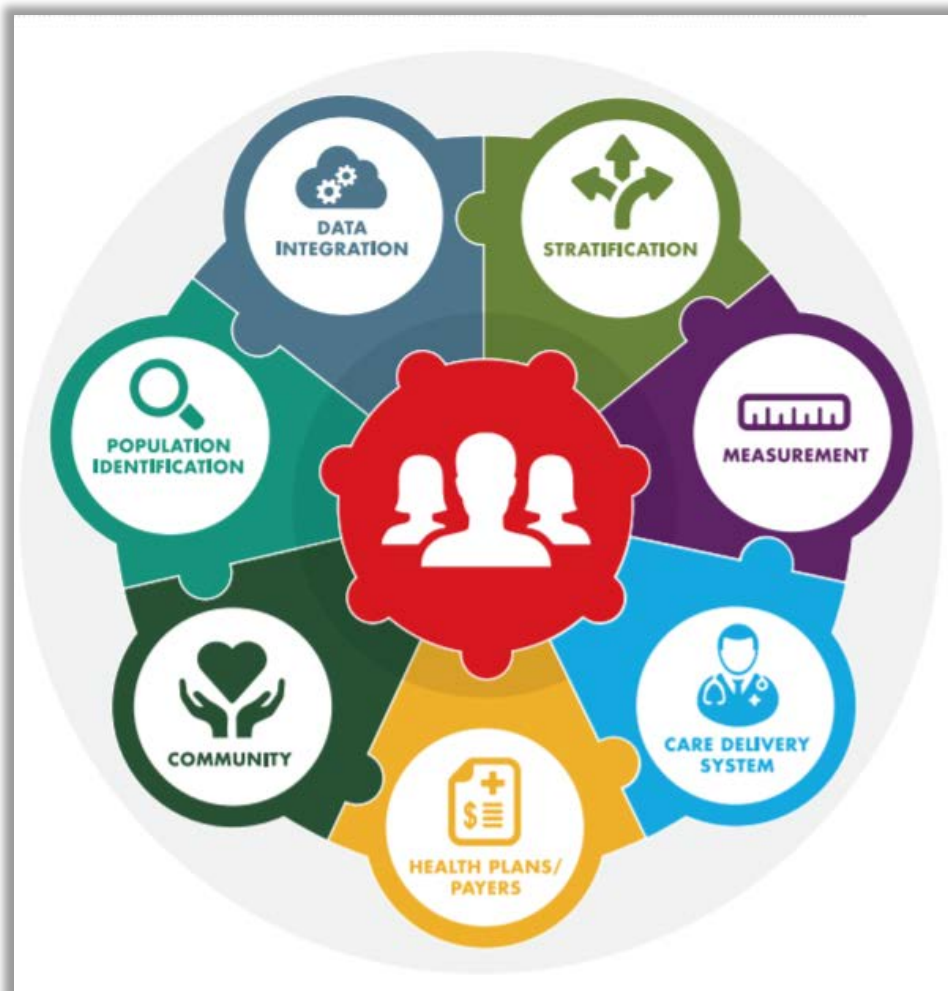 DATA
INTEGRATION
STRATIFICATION
POPULATION
IDENTIFICATION
MEASUREMENT
COMMUNITY
CARE DELIVERY
SYSTEM
$
HEALTH PLANS/
PAYERS